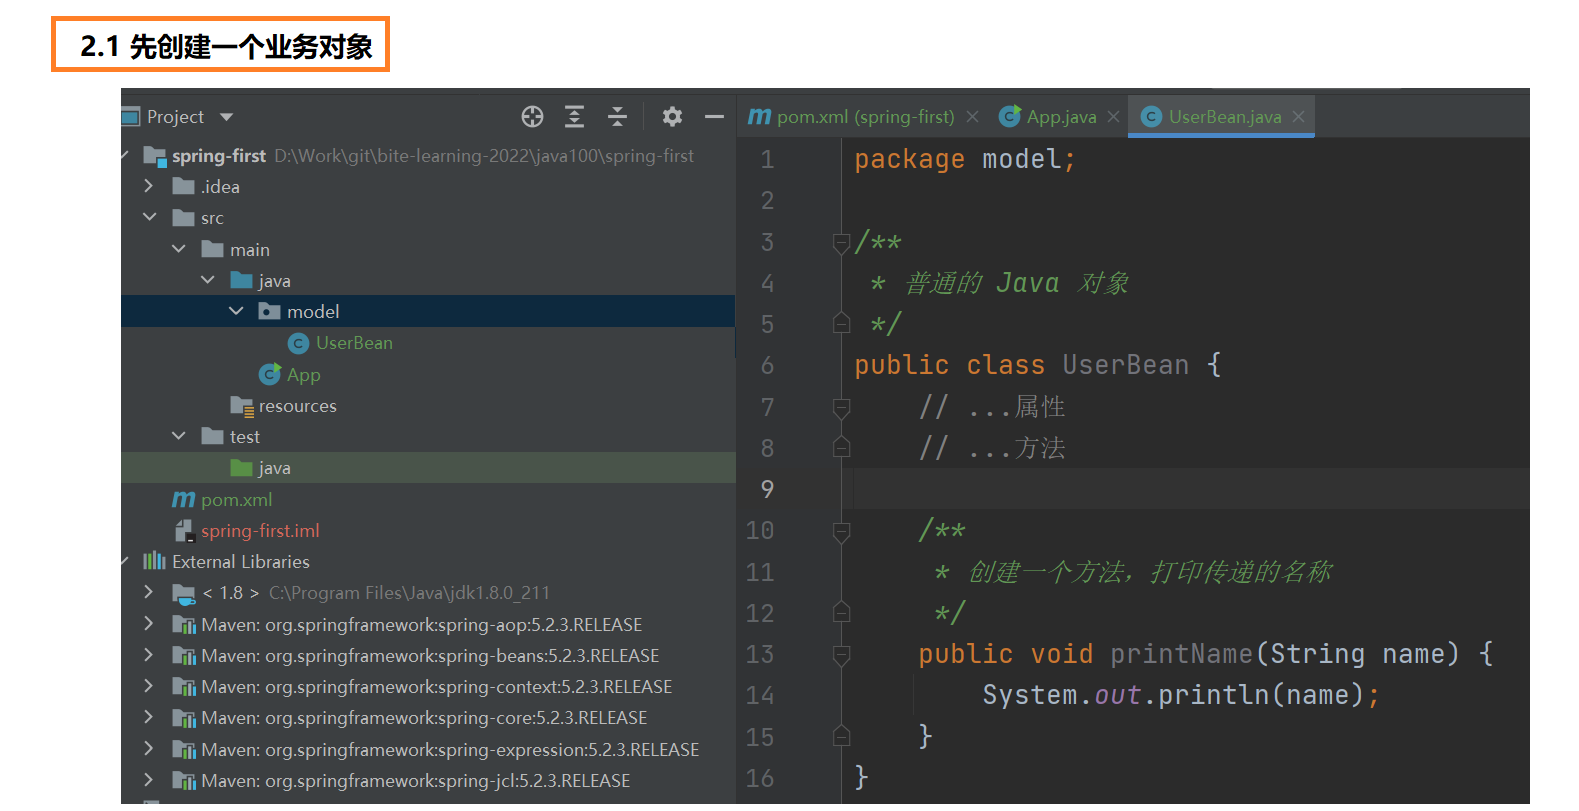 2.1 先创建一个业务对象
Project
spring-first D:\Work\git\bite-learning-2022\java100\spring-first
.idea
src
main
java
model
UserBean
App
resources
test
java
pom.xml
spring-first.iml
External Libraries
< 1.8 > C:\Program Files\Java\jdk1.8.0_211
Maven: org.springframework:spring-aop:5.2.3.RELEASE
Maven: org.springframework:spring-beans:5.2.3.RELEASE
Maven: org.springframework:spring-context:5.2.3.RELEASE
Maven: org.springframework:spring-core:5.2.3.RELEASE
Maven: org.springframework:spring-expression:5.2.3.RELEASE
Maven: org.springframework:spring-jcl:5.2.3.RELEASE
pom.xml (spring-first) App.java UserBean.java
1 package model;
2
3 /**
4 * 普通的 Java 对象
5 */
6 public class UserBean {
7 // ...属性
8 // ...方法
9
10 /**
11 * 创建一个方法，打印传递的名称
12 */
13 public void printName(String name) {
14 System.out.println(name);
15 }
16 }